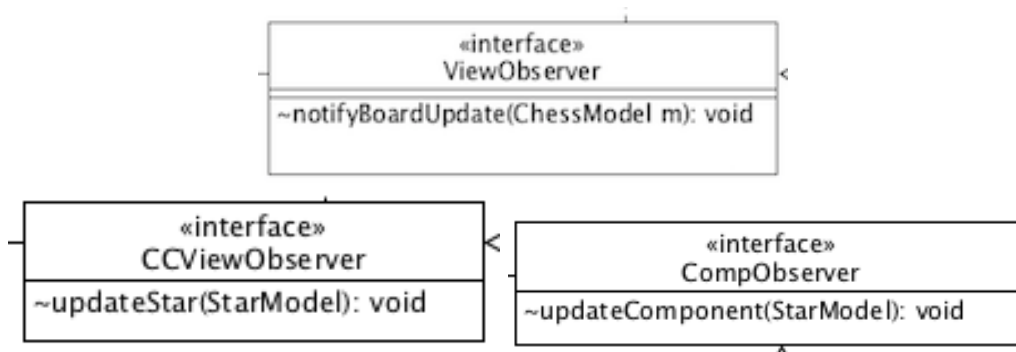 «interface»
ViewObserver
~notifyBoardUpdate(ChessModel m): void
«interface»
CCViewObserver
~updateStar(StarModel): void
«interface»
CompObserver
~updateComponent(StarModel): void